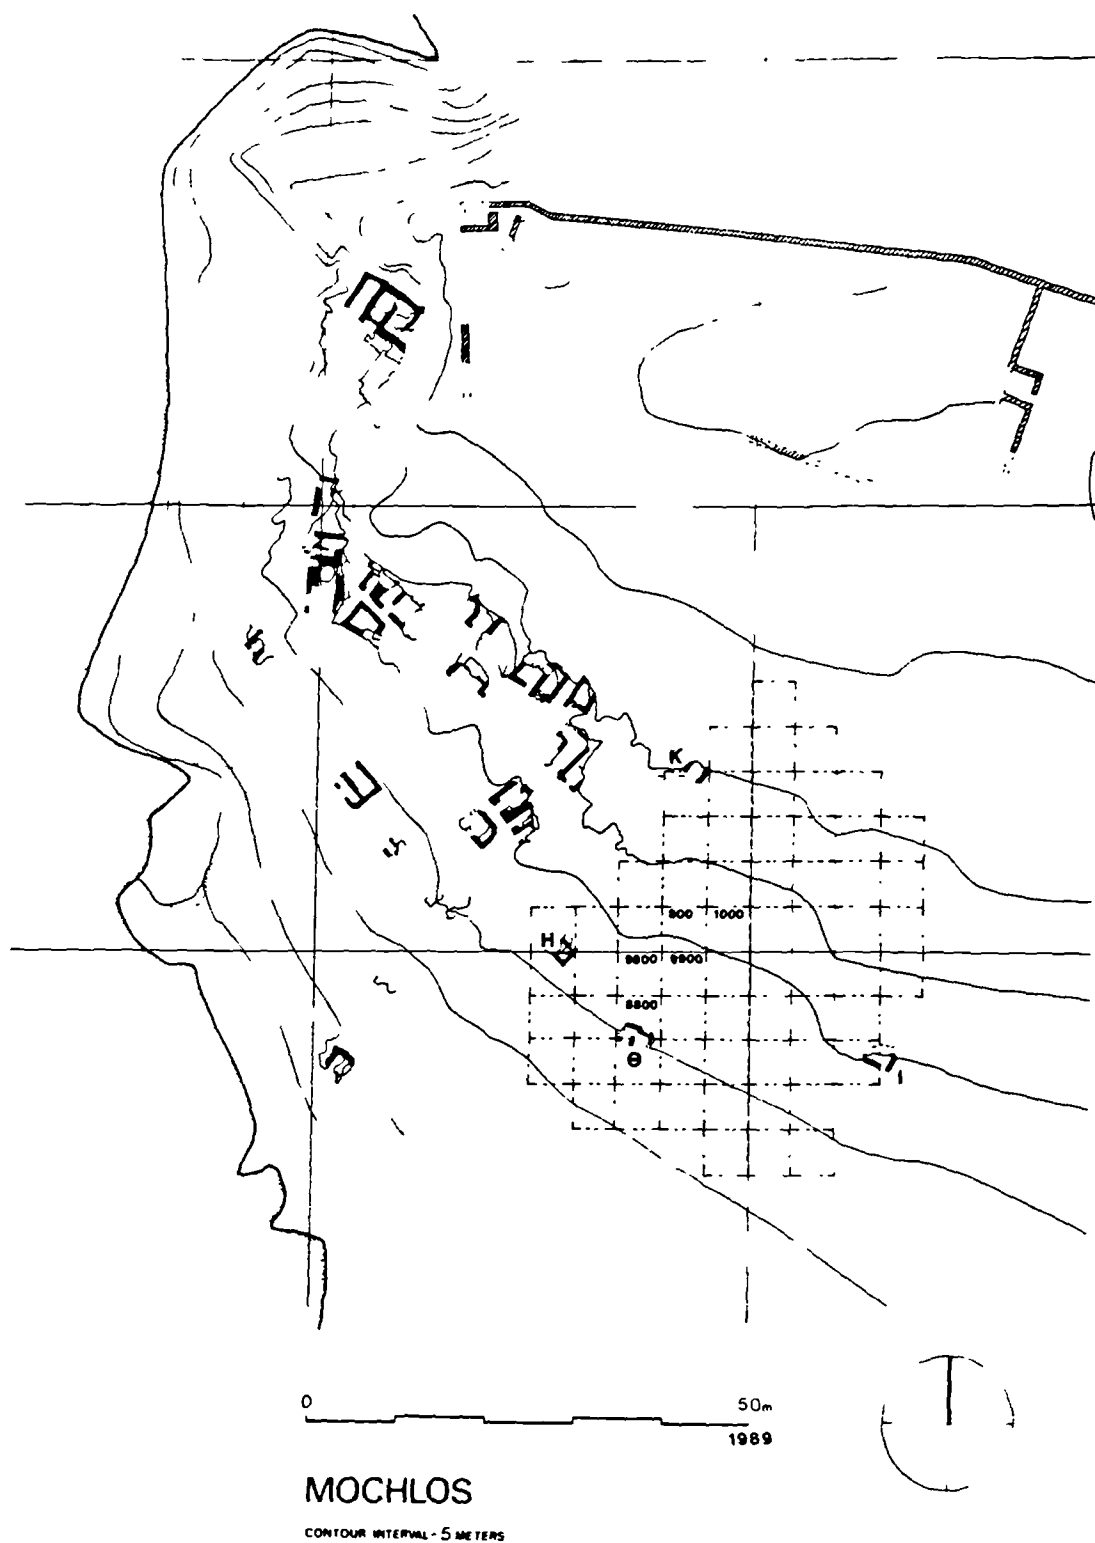 K
900 1000
H
9800 9900
8800
Θ
I
0 50m
1989
MOCHLOS
CONTOUR INTERVAL - 5 METERS